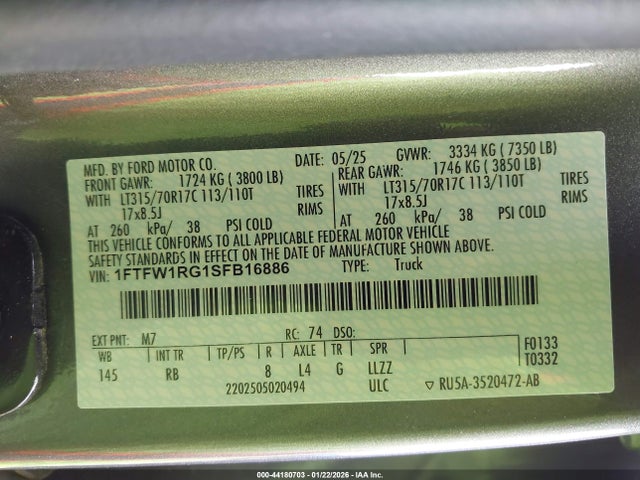 MFD. BY FORD MOTOR CO. DATE: 05/25 GVWR: 3334 KG ( 7350 LB)
FRONT GAWR: 1724 KG ( 3800 LB) REAR GAWR: 1746 KG ( 3850 LB)
WITH LT315/70R17C 113/110T TIRES WITH LT315/70R17C 113/110T TIRES
17x8.5J RIMS 17x8.5J RIMS
AT 260 kPa/ 38 PSI COLD AT 260 kPa/ 38 PSI COLD
THIS VEHICLE CONFORMS TO ALL APPLICABLE FEDERAL MOTOR VEHICLE
SAFETY STANDARDS IN EFFECT ON THE DATE OF MANUFACTURE SHOWN ABOVE.
VIN: 1FTFW1RG1SFB16886 TYPE: Truck
EXT PNT: M7 RC: 74 DSO:
WB INT TR TP/PS R AXLE TR SPR F0133
145 RB 8 L4 G LLZZ T0332
2202505020494 ULC ▽ RU5A-3520472-AB
000-44180703 - 01/22/2026 - IAA Inc.